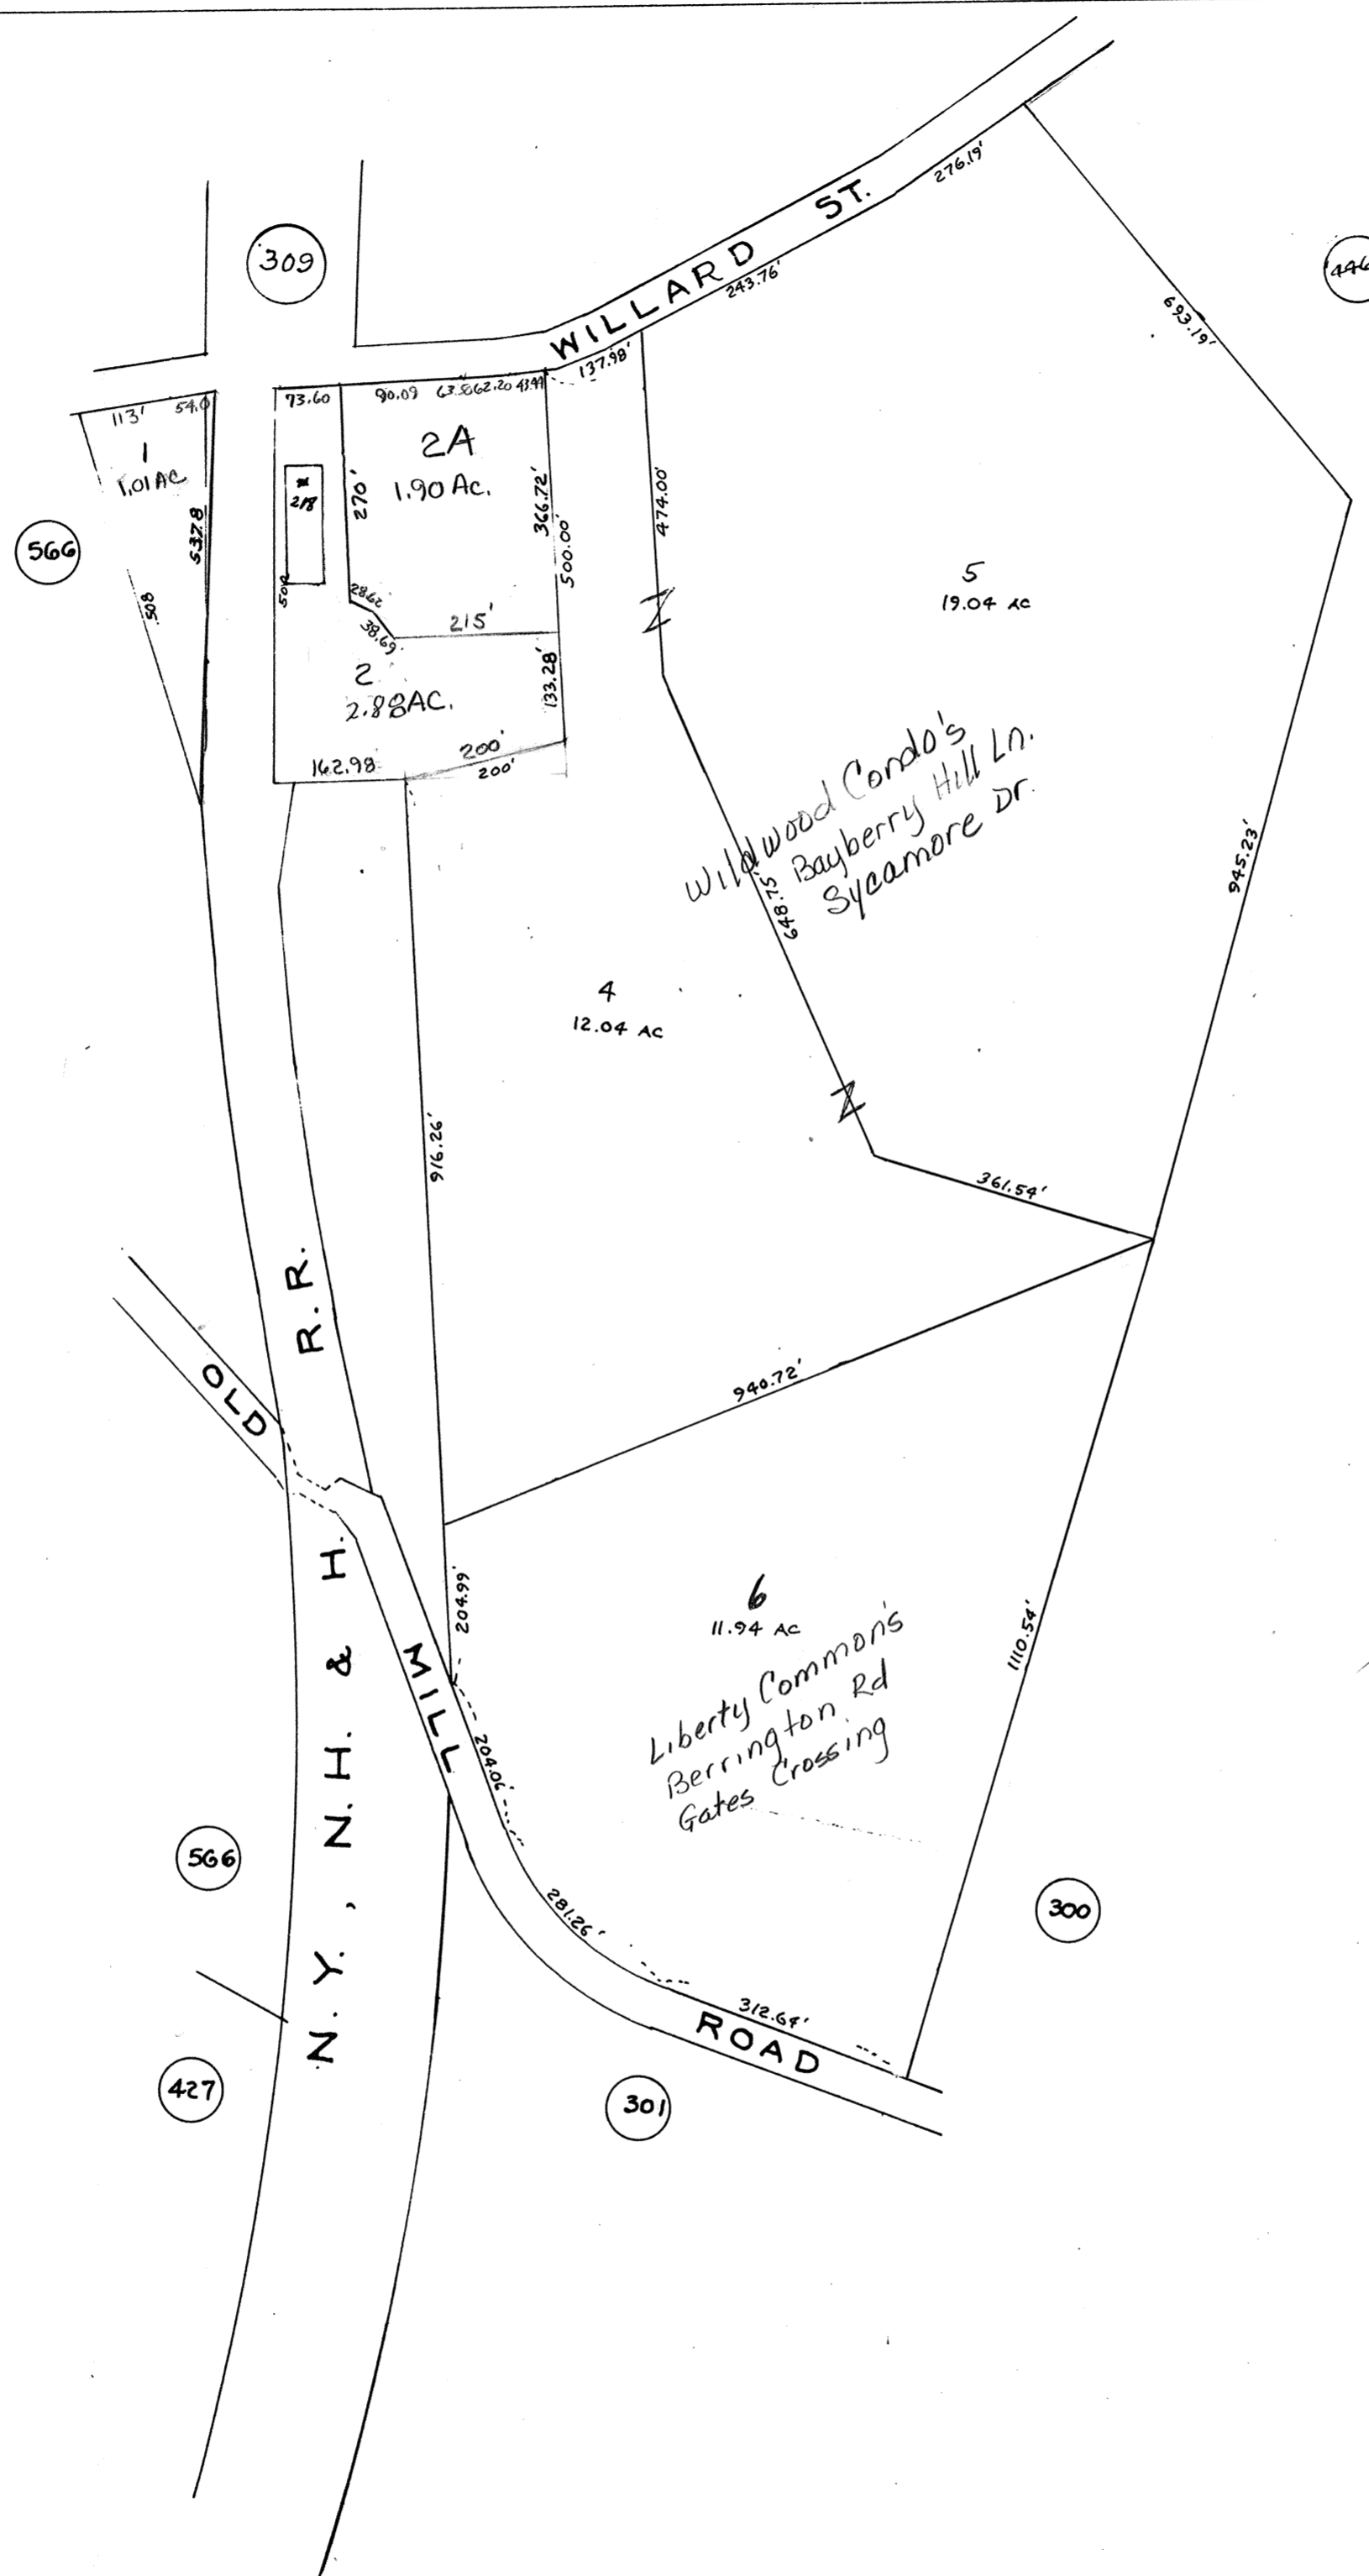 WILLARD ST.
276.19'
243.76'
137.98'
309
446
693.19'
73.60
90.09
62.20
43.44
113'
54.0
1
1.01 AC
2A
1.90 Ac.
270'
366.72'
500.00'
474.00'
218
537.8
566
508
28.62
38.69
215'
2
2.88 AC.
133.28'
162.98
200'
200'
5
19.04 AC
Wildwood Condo's
Bayberry Hill Ln.
Sycamore Dr.
648.75'
945.23'
4
12.04 AC
916.26'
361.54'
940.72'
OLD MILL ROAD
N.Y., N.H. & H. R.R.
204.99'
6
11.94 AC
Liberty Common's
Berrington Rd
Gates Crossing
1110.54'
204.06'
281.26'
312.64'
566
300
427
301